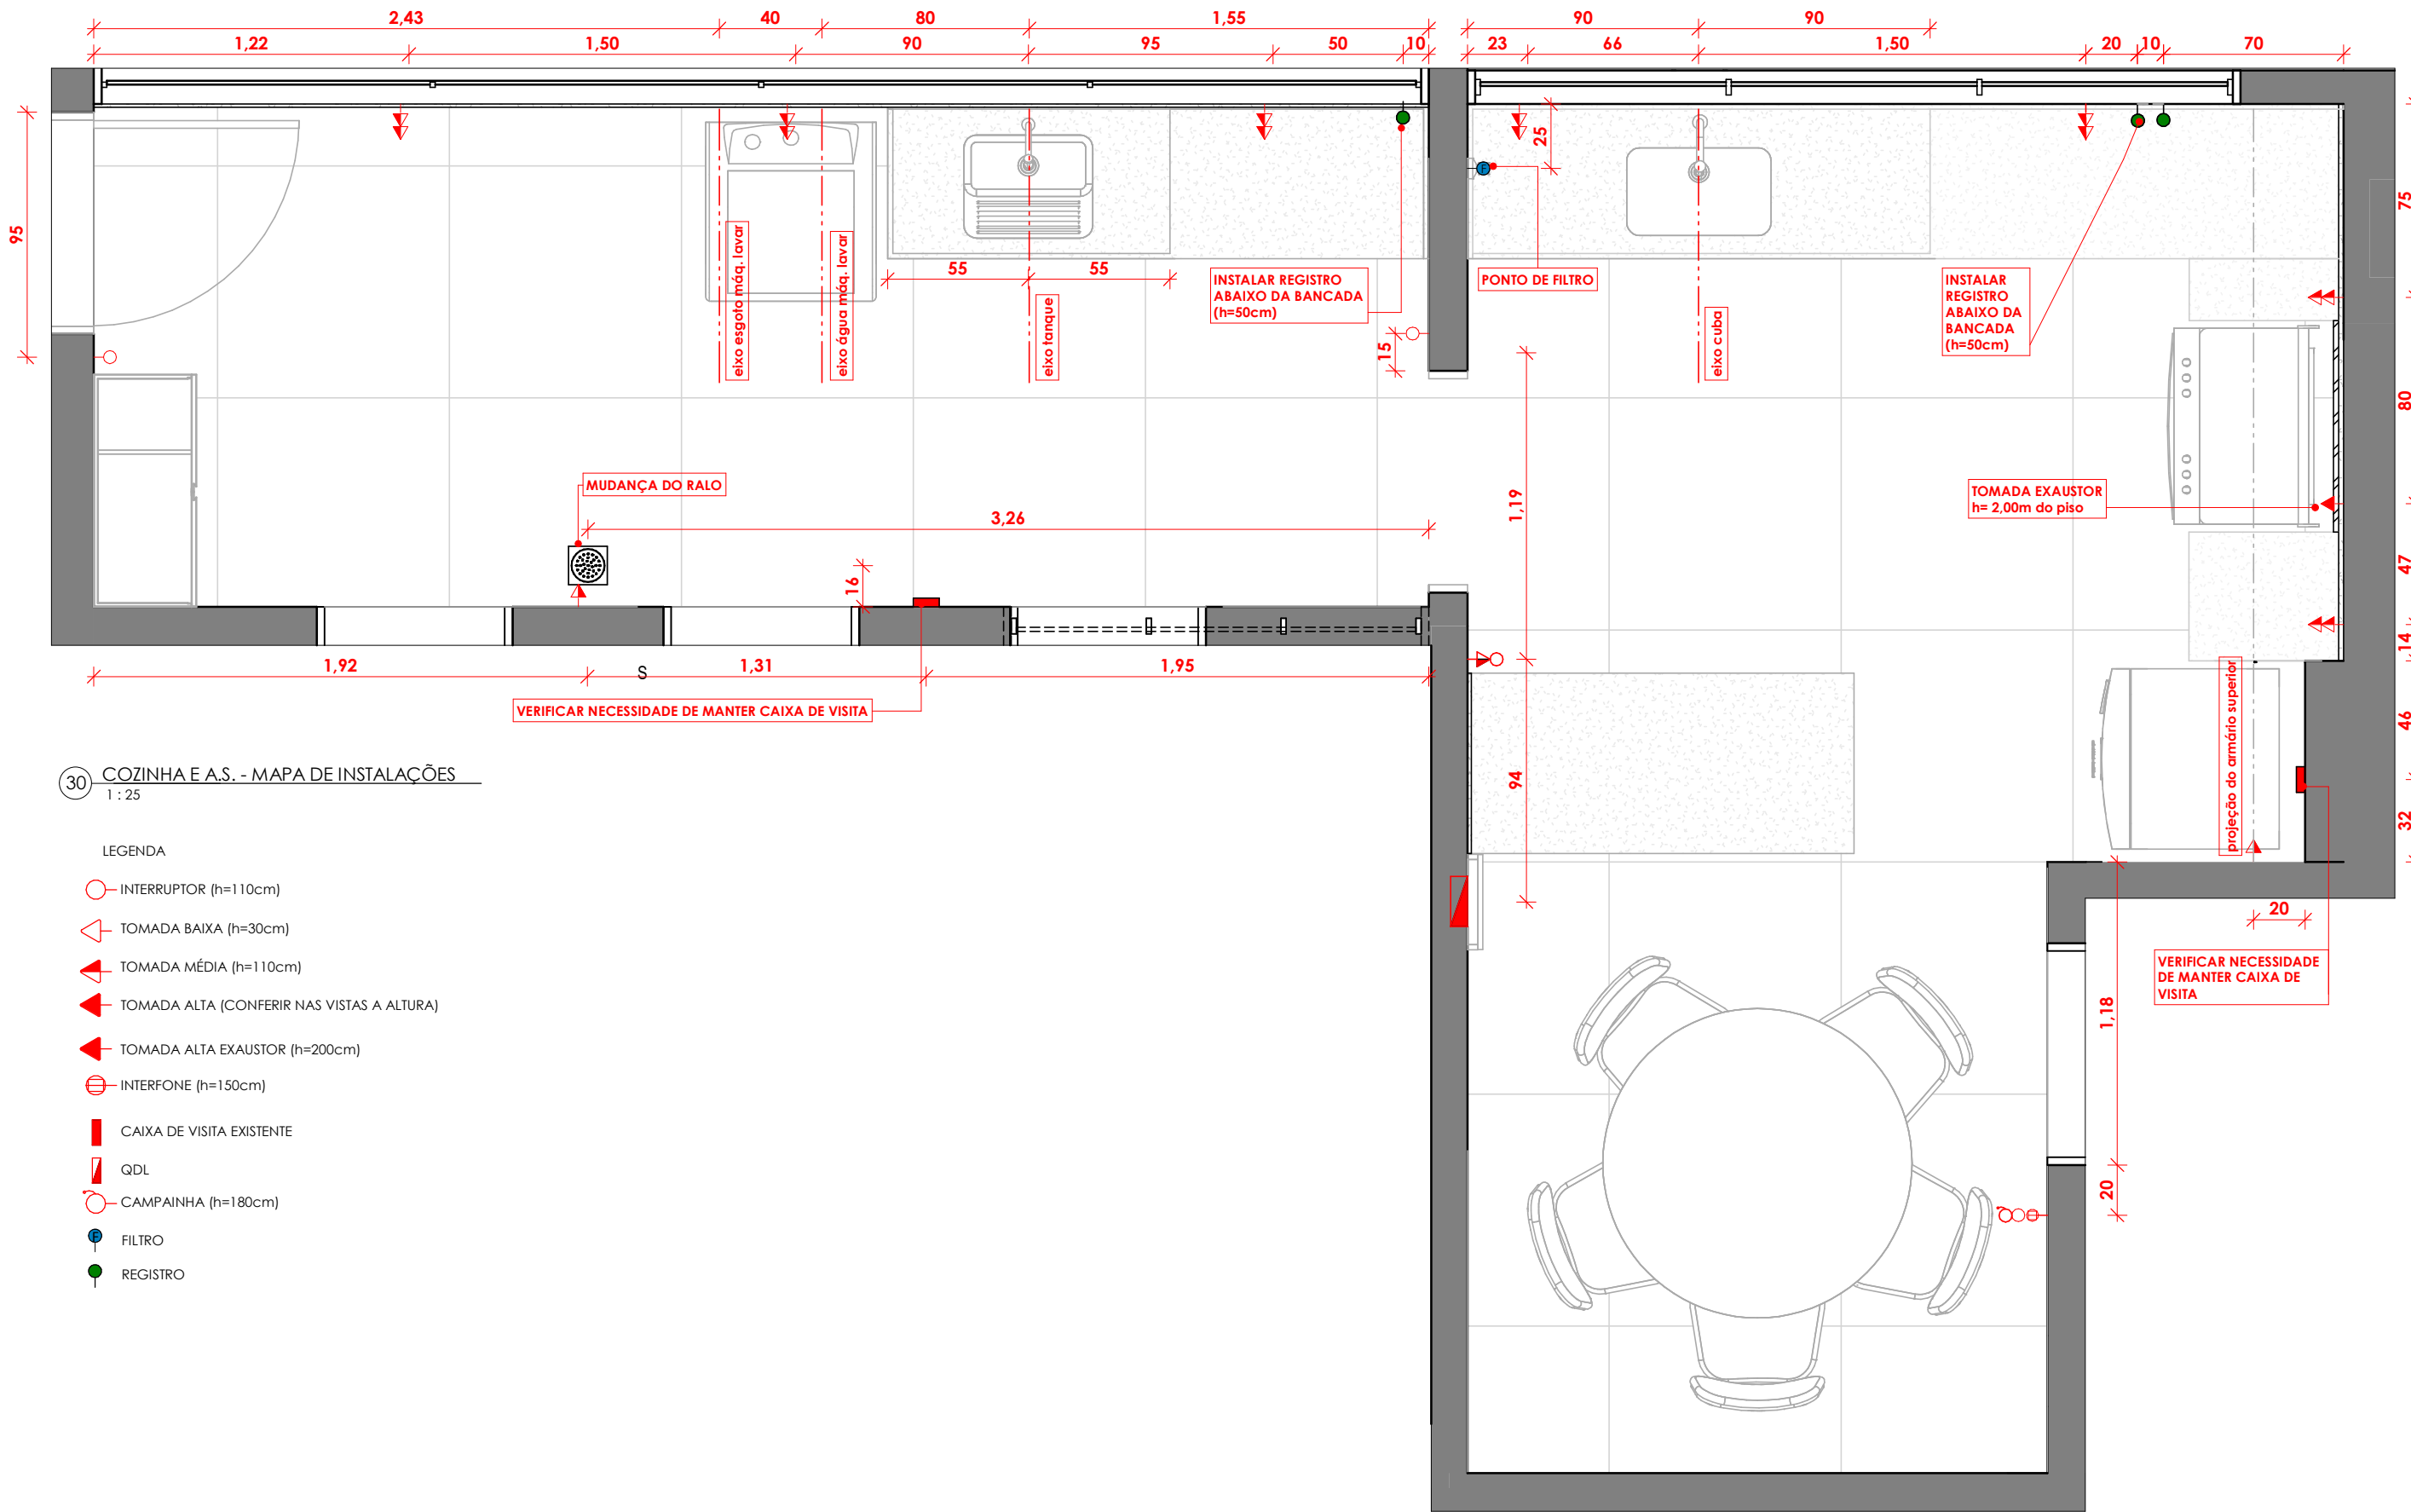 2,43 40 80 1,55 90 90
1,22 1,50 90 95 50 10 23 66 1,50 20 10 70
95
25
75
eixo esgoto máq. lavar
eixo água máq. lavar
eixo tanque
55 55
INSTALAR REGISTRO
ABAIXO DA BANCADA
(h=50cm)
15
F
PONTO DE FILTRO
eixo cuba
INSTALAR
REGISTRO
ABAIXO DA
BANCADA
(h=50cm)
80
MUDANÇA DO RALO
3,26
1,19
TOMADA EXAUSTOR
h= 2,00m do piso
47
16
14
1,92 S 1,31 1,95
VERIFICAR NECESSIDADE DE MANTER CAIXA DE VISITA
projeção do armário superior
46
94
32
20
VERIFICAR NECESSIDADE
DE MANTER CAIXA DE
VISITA
1,18
20
30 COZINHA E A.S. - MAPA DE INSTALAÇÕES
1 : 25
LEGENDA
INTERRUPTOR (h=110cm)
TOMADA BAIXA (h=30cm)
TOMADA MÉDIA (h=110cm)
TOMADA ALTA (CONFERIR NAS VISTAS A ALTURA)
TOMADA ALTA EXAUSTOR (h=200cm)
INTERFONE (h=150cm)
CAIXA DE VISITA EXISTENTE
QDL
CAMPAINHA (h=180cm)
F FILTRO
REGISTRO